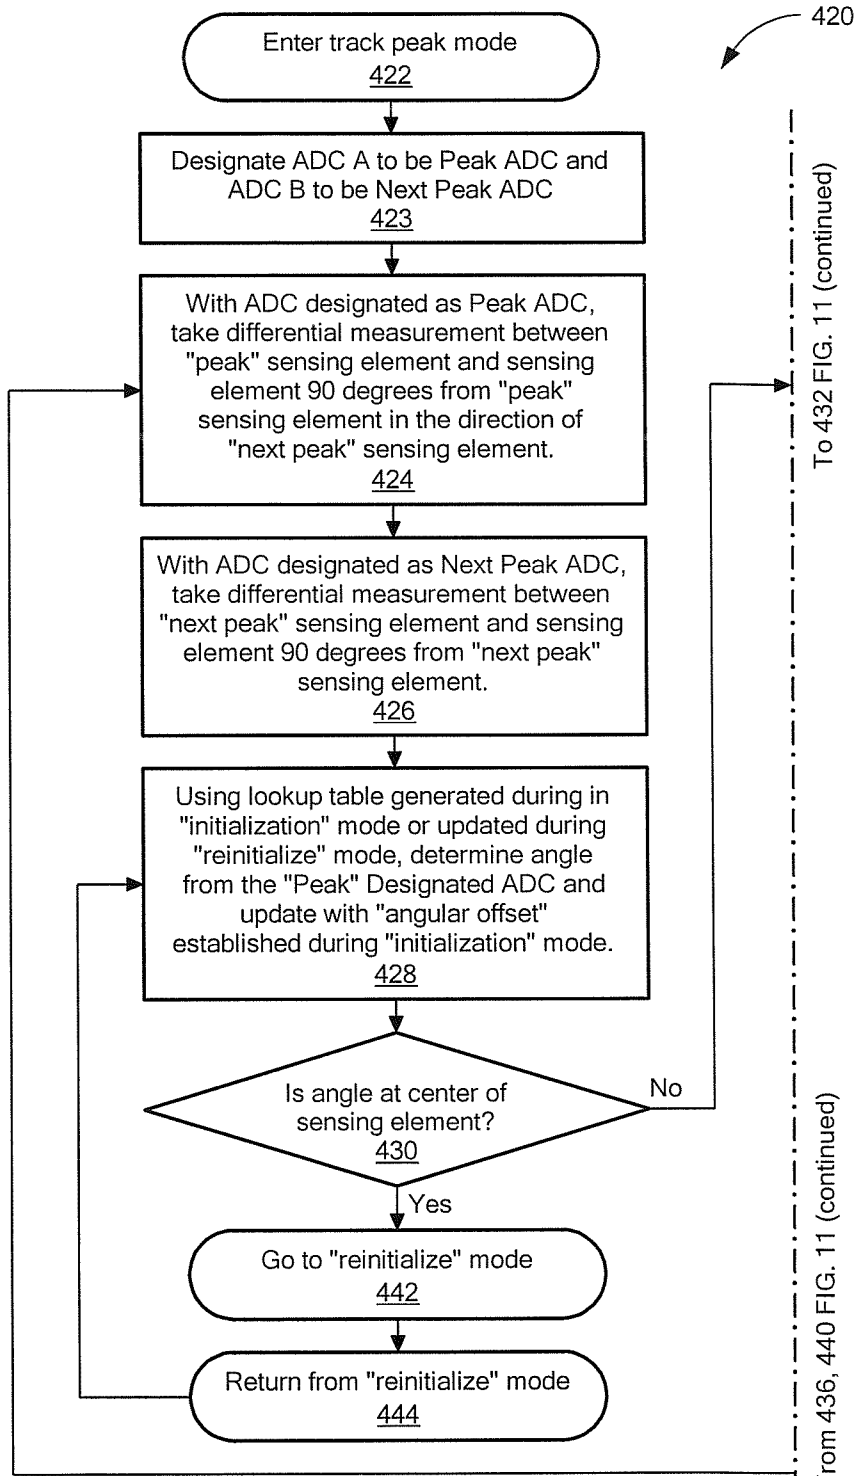 420
Enter track peak mode
422
Designate ADC A to be Peak ADC and
ADC B to be Next Peak ADC
423
With ADC designated as Peak ADC,
take differential measurement between
"peak" sensing element and sensing
element 90 degrees from "peak"
sensing element in the direction of
"next peak" sensing element.
424
With ADC designated as Next Peak ADC,
take differential measurement between
"next peak" sensing element and sensing
element 90 degrees from "next peak"
sensing element.
426
Using lookup table generated during in
"initialization" mode or updated during
"reinitialize" mode, determine angle
from the "Peak" Designated ADC and
update with "angular offset"
established during "initialization" mode.
428
Is angle at center of
sensing element?
430
No
Yes
Go to "reinitialize" mode
442
Return from "reinitialize" mode
444
To 432 FIG. 11 (continued)
rom 436, 440 FIG. 11 (continued)